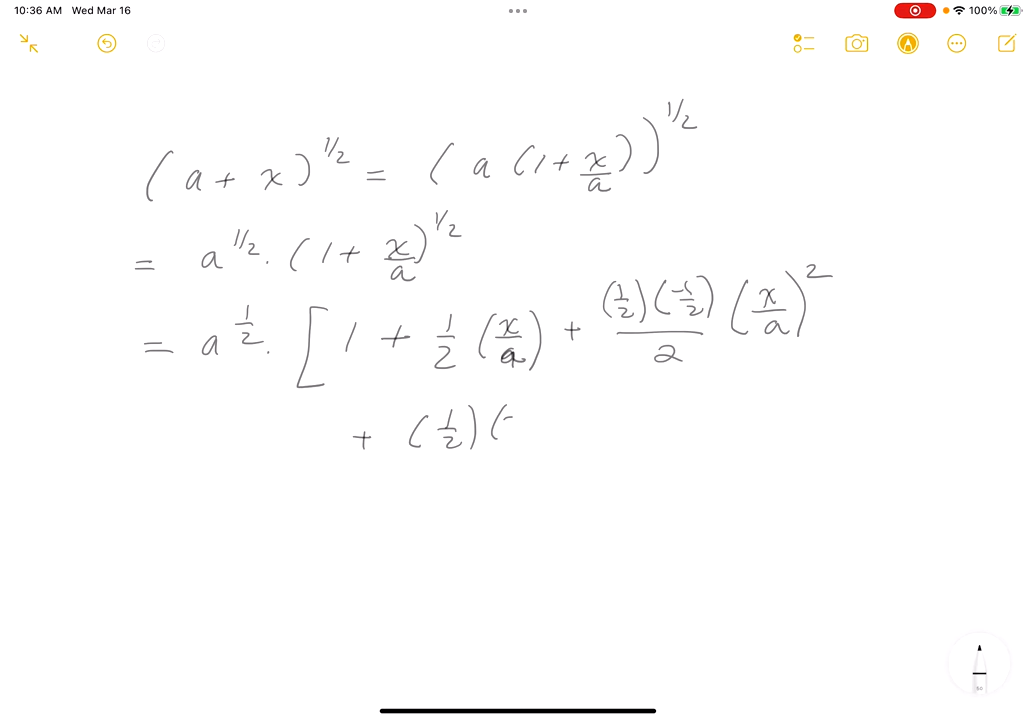 10:36 AM Wed Mar 16 100%
(a + x)^{1/2} = (a (1 + x/a))^{1/2}
= a^{1/2} . (1 + x/a)^{1/2}
= a^{1/2} . [ 1 + 1/2 (x/a) + (1/2)(-1/2)/2 (x/a)^2
+ (1/2)(-